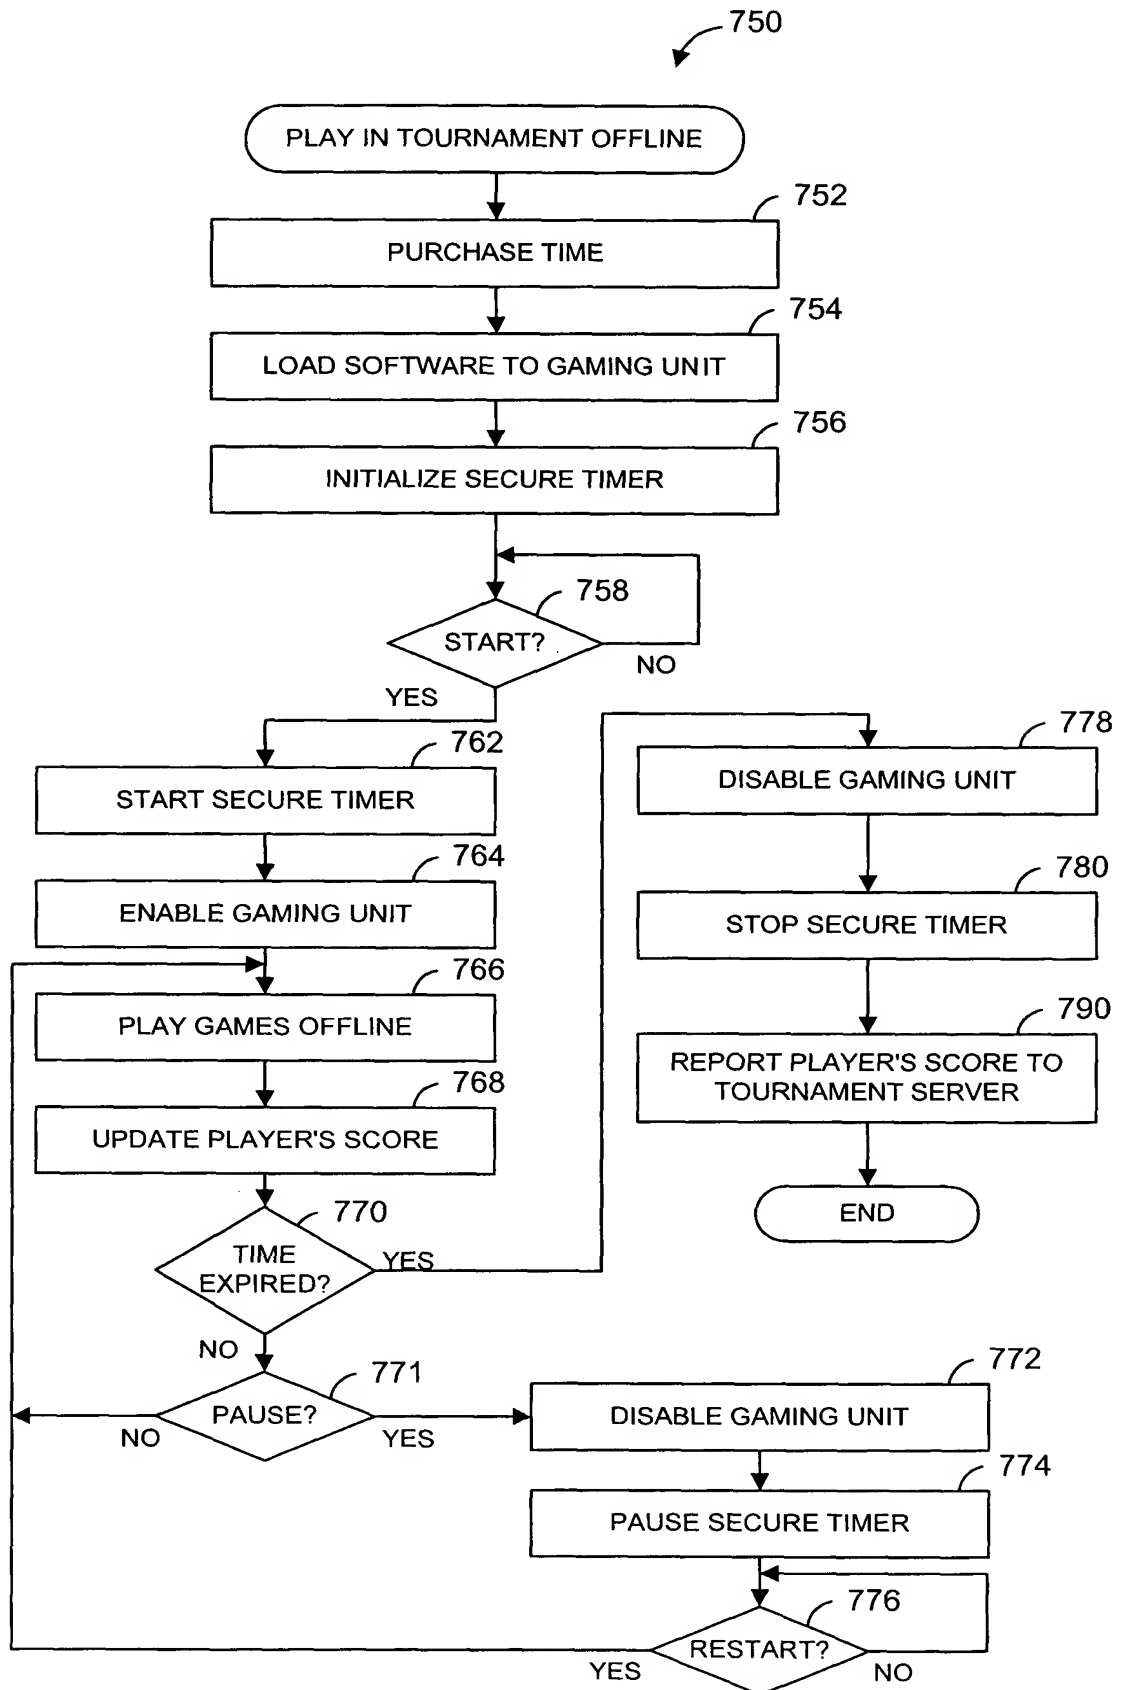 750
PLAY IN TOURNAMENT OFFLINE
752
PURCHASE TIME
754
LOAD SOFTWARE TO GAMING UNIT
756
INITIALIZE SECURE TIMER
758
START?
NO
YES
762
START SECURE TIMER
764
ENABLE GAMING UNIT
766
PLAY GAMES OFFLINE
768
UPDATE PLAYER'S SCORE
770
TIME
EXPIRED?
YES
NO
771
PAUSE?
NO
YES
778
DISABLE GAMING UNIT
780
STOP SECURE TIMER
790
REPORT PLAYER'S SCORE TO
TOURNAMENT SERVER
END
772
DISABLE GAMING UNIT
774
PAUSE SECURE TIMER
776
RESTART?
YES
NO